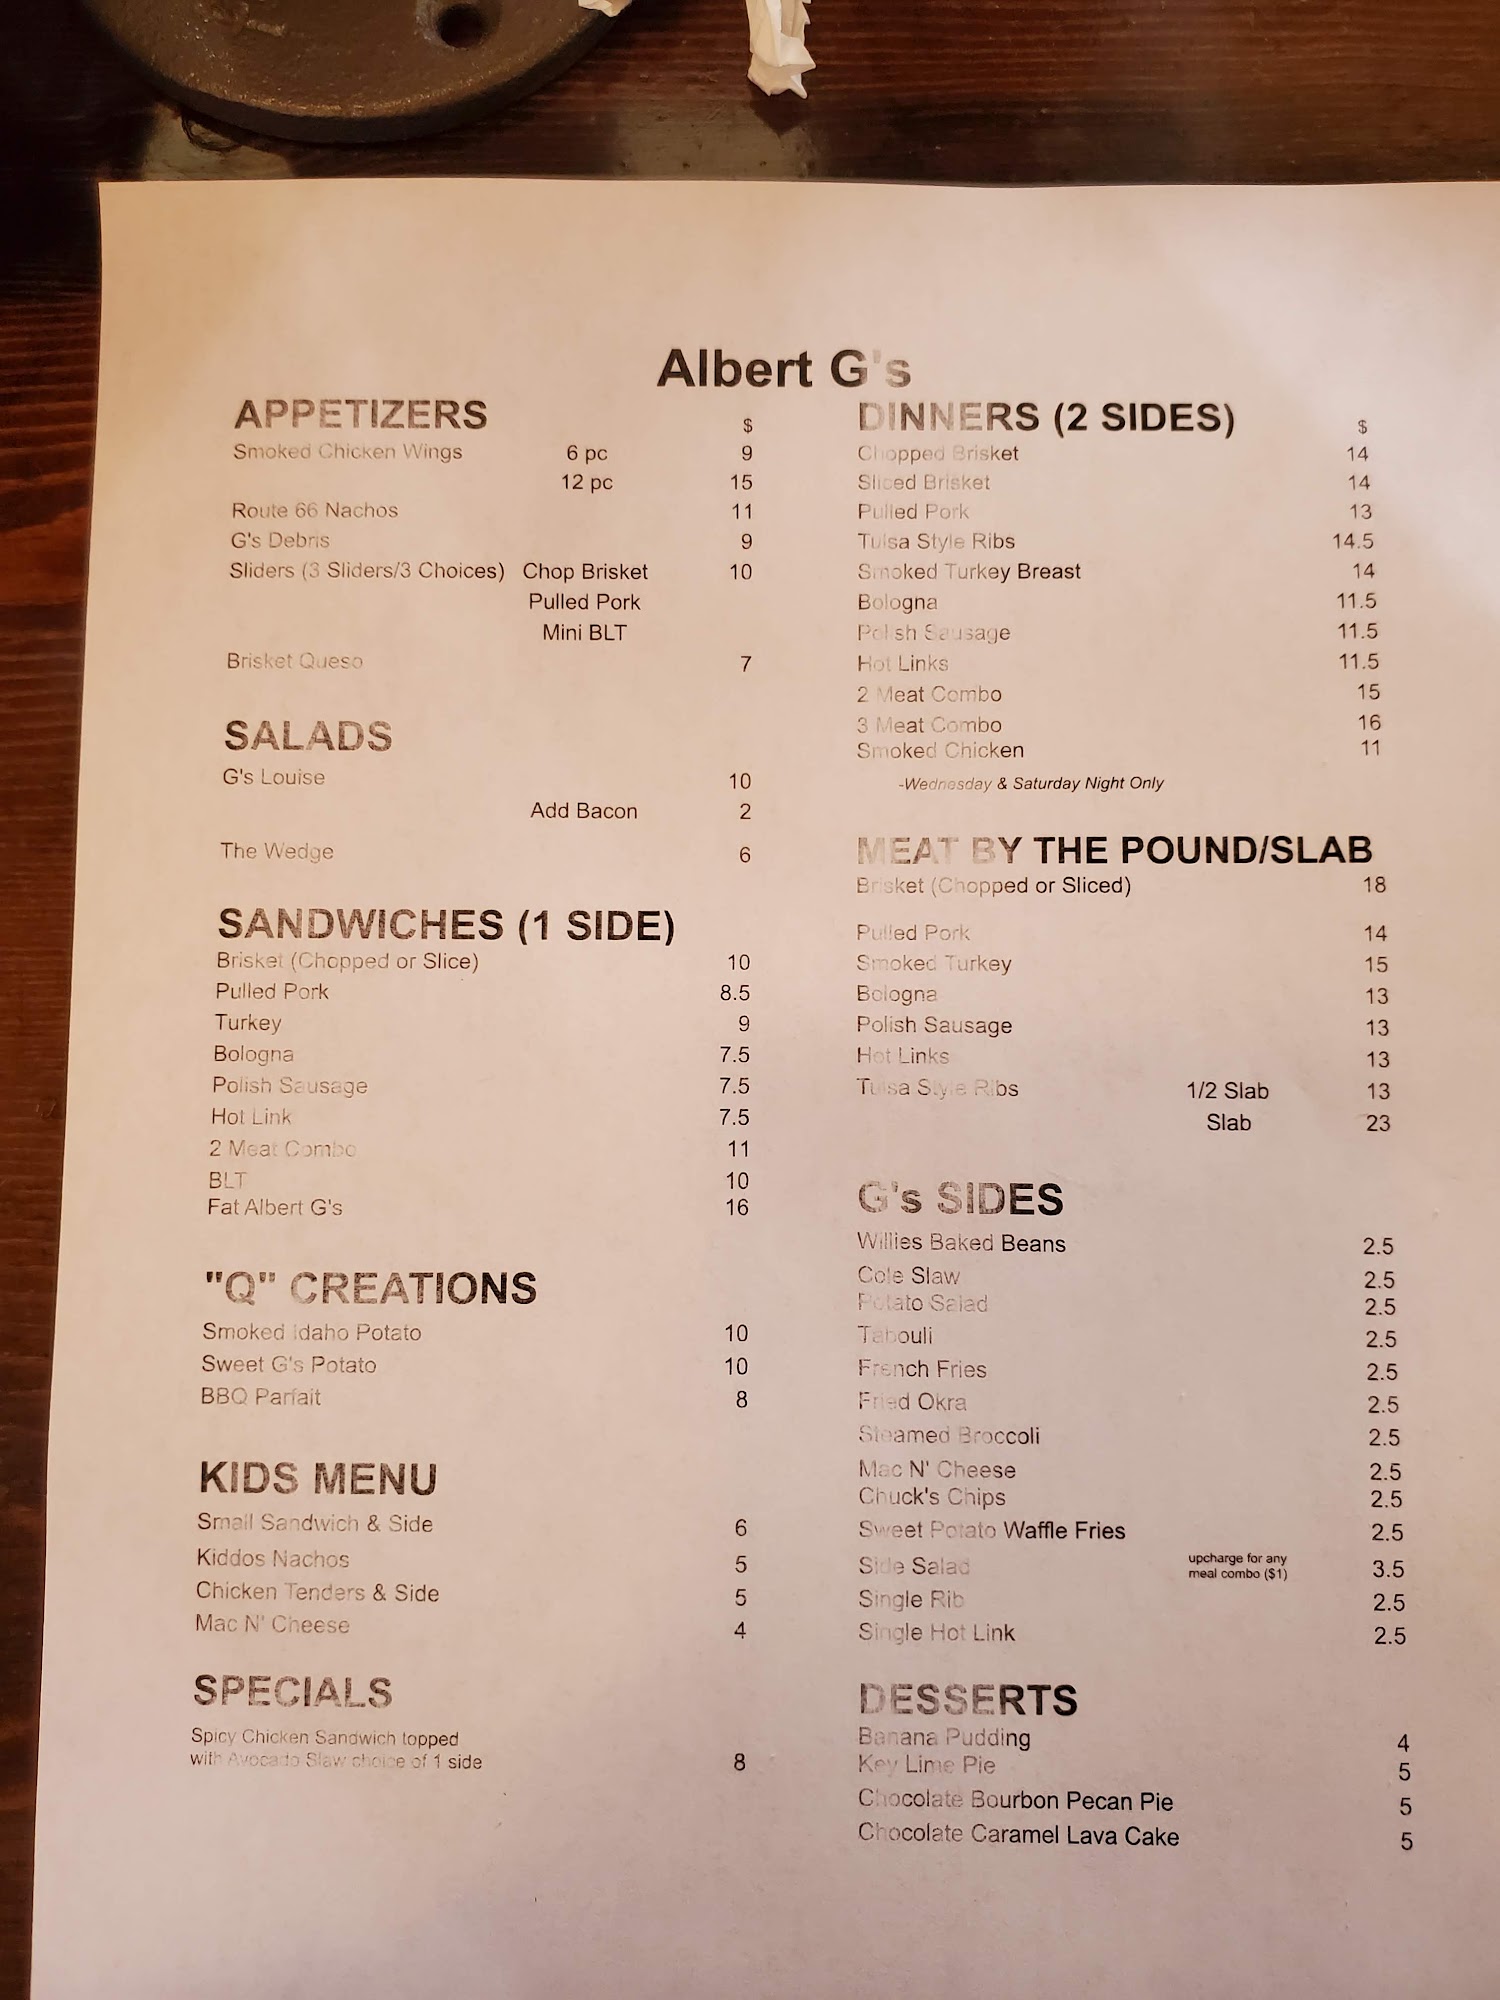 Albert G's
APPETIZERS $
Smoked Chicken Wings 6 pc 9
12 pc 15
Route 66 Nachos 11
G's Debris 9
Sliders (3 Sliders/3 Choices) Chop Brisket 10
Pulled Pork
Mini BLT
Brisket Queso 7
SALADS
G's Louise 10
Add Bacon 2
The Wedge 6
SANDWICHES (1 SIDE)
Brisket (Chopped or Slice) 10
Pulled Pork 8.5
Turkey 9
Bologna 7.5
Polish Sausage 7.5
Hot Link 7.5
2 Meat Combo 11
BLT 10
Fat Albert G's 16
"Q" CREATIONS
Smoked Idaho Potato 10
Sweet G's Potato 10
BBQ Parfait 8
KIDS MENU
Small Sandwich & Side 6
Kiddos Nachos 5
Chicken Tenders & Side 5
Mac N' Cheese 4
SPECIALS
Spicy Chicken Sandwich topped
with Avocado Slaw choice of 1 side 8
DINNERS (2 SIDES) $
Chopped Brisket 14
Sliced Brisket 14
Pulled Pork 13
Tulsa Style Ribs 14.5
Smoked Turkey Breast 14
Bologna 11.5
Polish Sausage 11.5
Hot Links 11.5
2 Meat Combo 15
3 Meat Combo 16
Smoked Chicken 11
-Wednesday & Saturday Night Only
MEAT BY THE POUND/SLAB
Brisket (Chopped or Sliced) 18
Pulled Pork 14
Smoked Turkey 15
Bologna 13
Polish Sausage 13
Hot Links 13
Tulsa Style Ribs 1/2 Slab 13
Slab 23
G's SIDES
Willies Baked Beans 2.5
Cole Slaw 2.5
Potato Salad 2.5
Tabouli 2.5
French Fries 2.5
Fried Okra 2.5
Steamed Broccoli 2.5
Mac N' Cheese 2.5
Chuck's Chips 2.5
Sweet Potato Waffle Fries 2.5
Side Salad upcharge for any meal combo ($1) 3.5
Single Rib 2.5
Single Hot Link 2.5
DESSERTS
Banana Pudding 4
Key Lime Pie 5
Chocolate Bourbon Pecan Pie 5
Chocolate Caramel Lava Cake 5